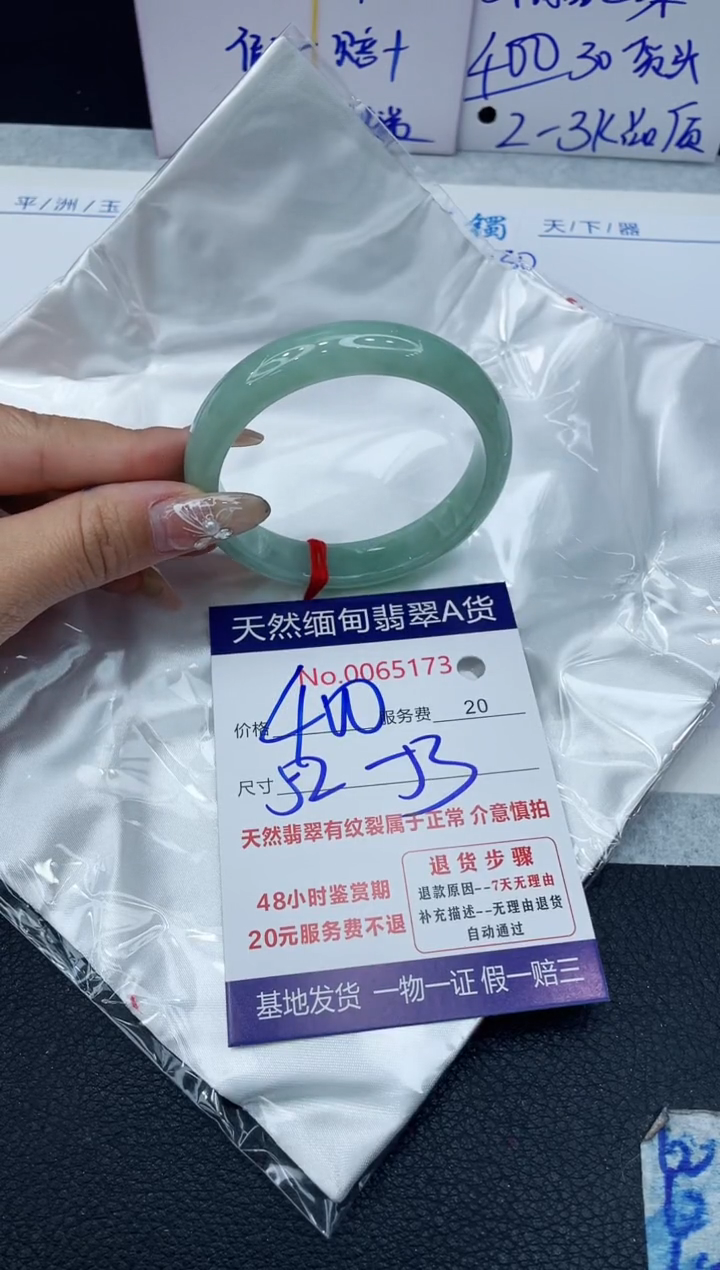 假一赔十
400 30 货头
2-3K品质
平/洲/玉
镯 天/下/器
天然缅甸翡翠A货
No.0065173
价格 400 服务费 20
尺寸 52-53
天然翡翠有纹裂属于正常 介意慎拍
48小时鉴赏期
20元服务费不退
退货步骤
退款原因--7天无理由
补充描述--无理由退货
自动通过
基地发货 一物一证 假一赔三